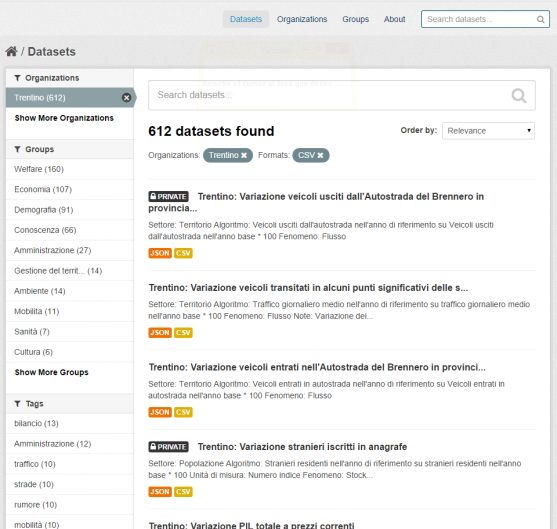 Datasets Organizations Groups About Search datasets...
/ Datasets
Organizations
Trentino (612)
Show More Organizations
Groups
Welfare (160)
Economia (107)
Demografia (91)
Conoscenza (66)
Amministrazione (27)
Gestione del territ... (14)
Ambiente (14)
Mobilità (11)
Sanità (7)
Cultura (6)
Show More Groups
Tags
bilancio (13)
Amministrazione (12)
traffico (10)
strade (10)
rumore (10)
mobilità (10)
Search datasets...
612 datasets found
Order by: Relevance
Organizations: Trentino Formats: CSV
PRIVATE Trentino: Variazione veicoli usciti dall'Autostrada del Brennero in
provincia...
Settore: Territorio Algoritmo: Veicoli usciti dall'autostrada nell'anno di riferimento su Veicoli usciti
dall'autostrada nell'anno base * 100 Fenomeno: Flusso
JSON CSV
Trentino: Variazione veicoli transitati in alcuni punti significativi delle s...
Settore: Territorio Algoritmo: Traffico giornaliero medio nell'anno di riferimento su traffico giornaliero medio
nell'anno base * 100 Fenomeno: Flusso Note: Variazione dei...
JSON CSV
Trentino: Variazione veicoli entrati nell'Autostrada del Brennero in provinci...
Settore: Territorio Algoritmo: Veicoli entrati in autostrada nell'anno di riferimento su Veicoli entrati in
autostrada nell'anno base * 100 Fenomeno: Flusso
JSON CSV
PRIVATE Trentino: Variazione stranieri iscritti in anagrafe
Settore: Popolazione Algoritmo: Stranieri residenti nell'anno di riferimento su stranieri residenti nell'anno
base * 100 Unità di misura: Numero indice Fenomeno: Stock...
JSON CSV
Trentino: Variazione PIL totale a prezzi correnti